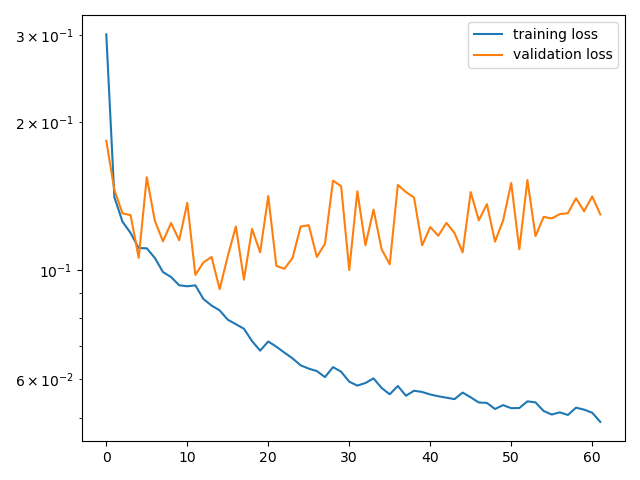 training loss
validation loss
3 × 10⁻¹
2 × 10⁻¹
10⁻¹
6 × 10⁻²
0 10 20 30 40 50 60